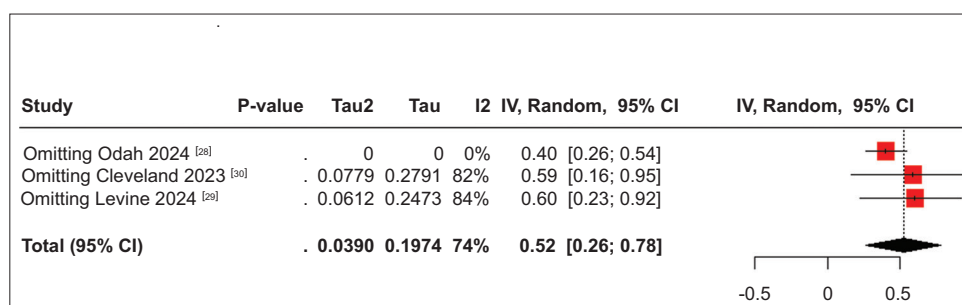 Study P-value Tau2 Tau I2 IV, Random, 95% CI IV, Random, 95% CI
Omitting Odah 2024 [28] . 0 0 0% 0.40 [0.26; 0.54]
Omitting Cleveland 2023 [30] . 0.0779 0.2791 82% 0.59 [0.16; 0.95]
Omitting Levine 2024 [29] . 0.0612 0.2473 84% 0.60 [0.23; 0.92]
Total (95% CI) . 0.0390 0.1974 74% 0.52 [0.26; 0.78]
-0.5 0 0.5